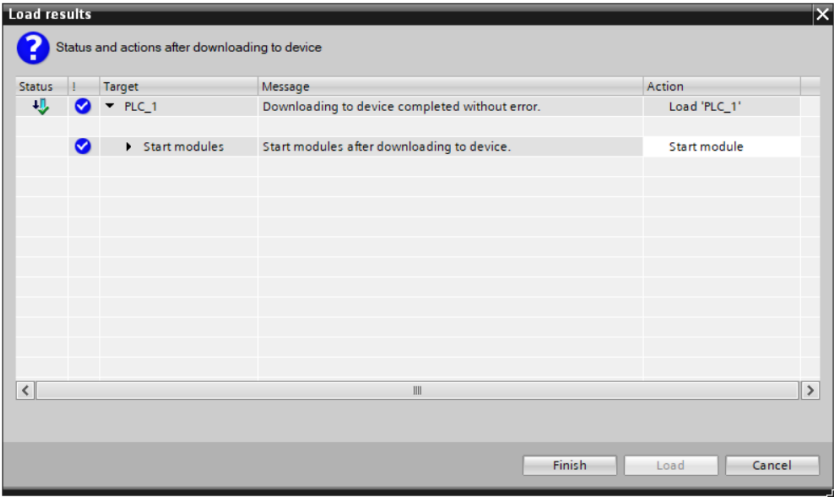 Load results
Status and actions after downloading to device
Status ! Target Message Action
PLC_1 Downloading to device completed without error. Load 'PLC_1'
Start modules Start modules after downloading to device. Start module
Finish Load Cancel